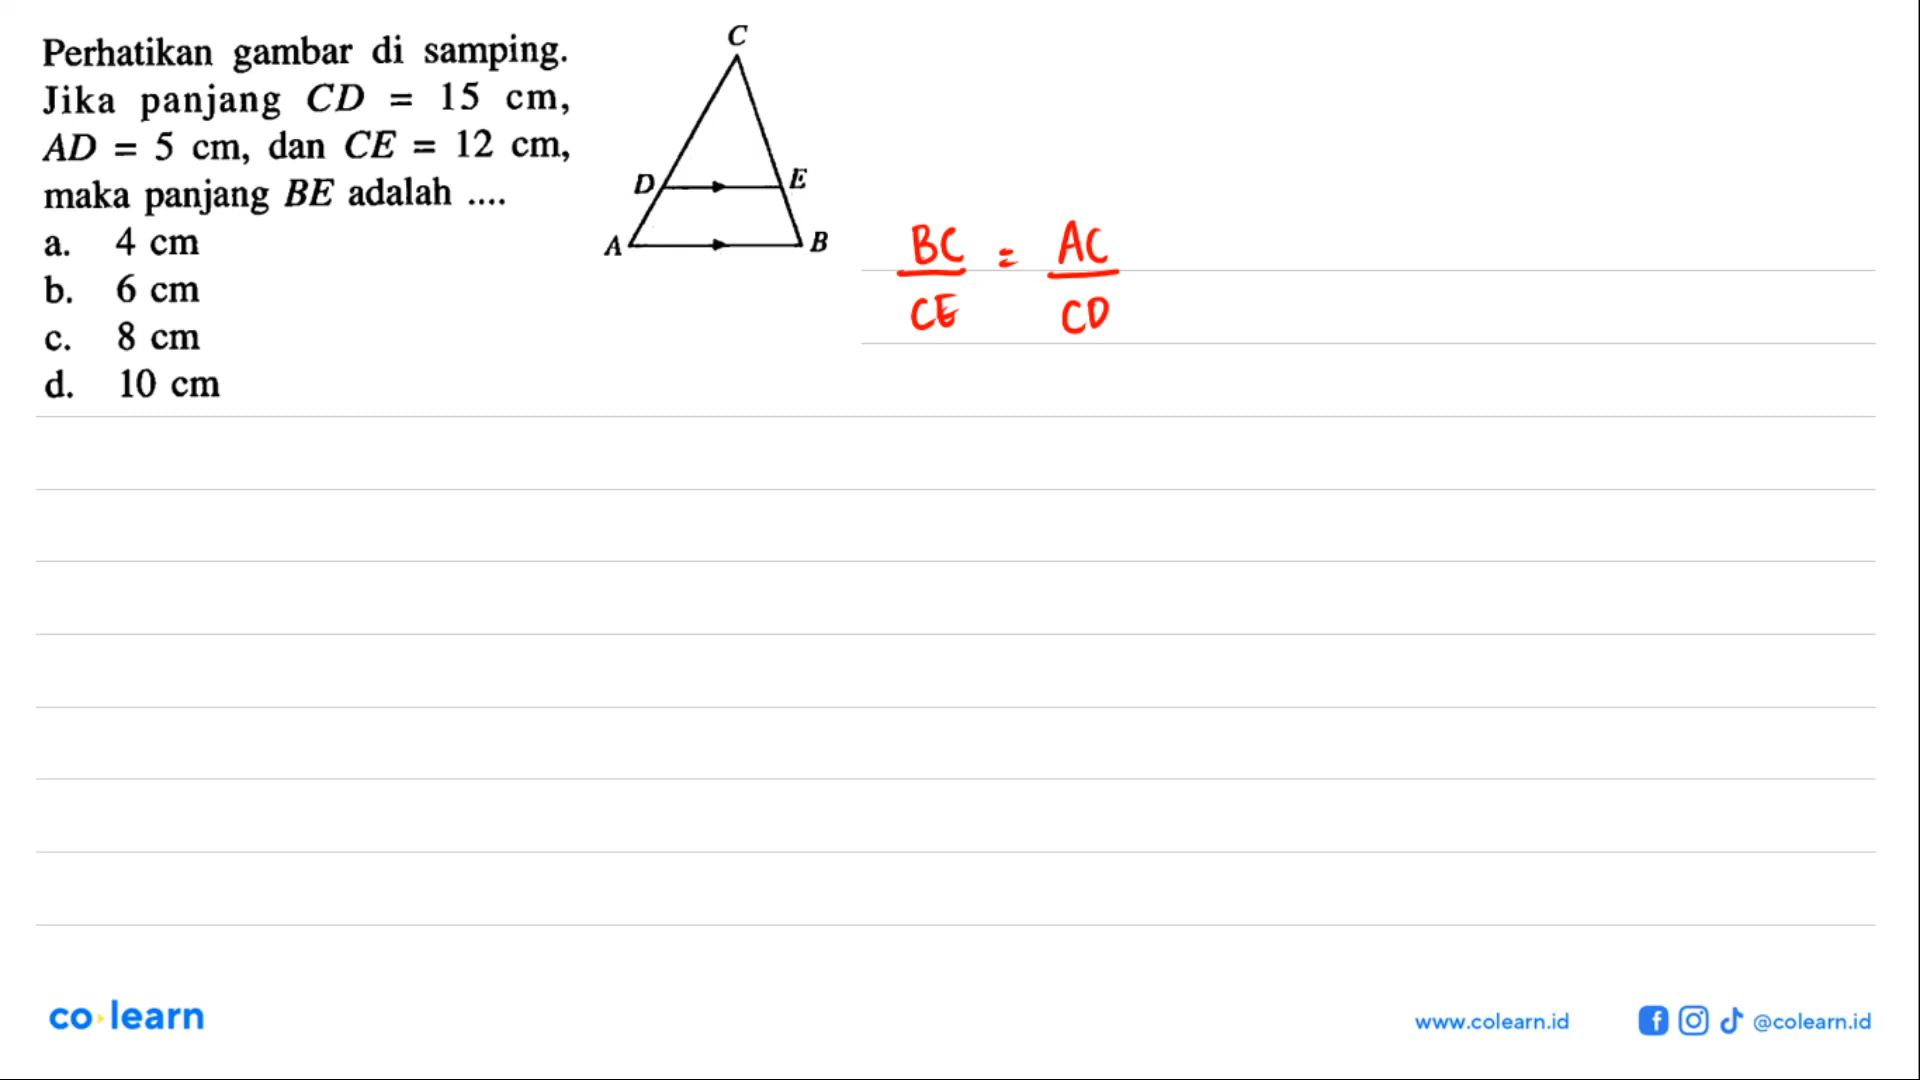 Perhatikan gambar di samping.
Jika panjang CD = 15 cm,
AD = 5 cm, dan CE = 12 cm,
maka panjang BE adalah ....
a. 4 cm
b. 6 cm
c. 8 cm
d. 10 cm
C
D
E
A
B
BC = AC
CE CD
co learn
www.colearn.id
@colearn.id